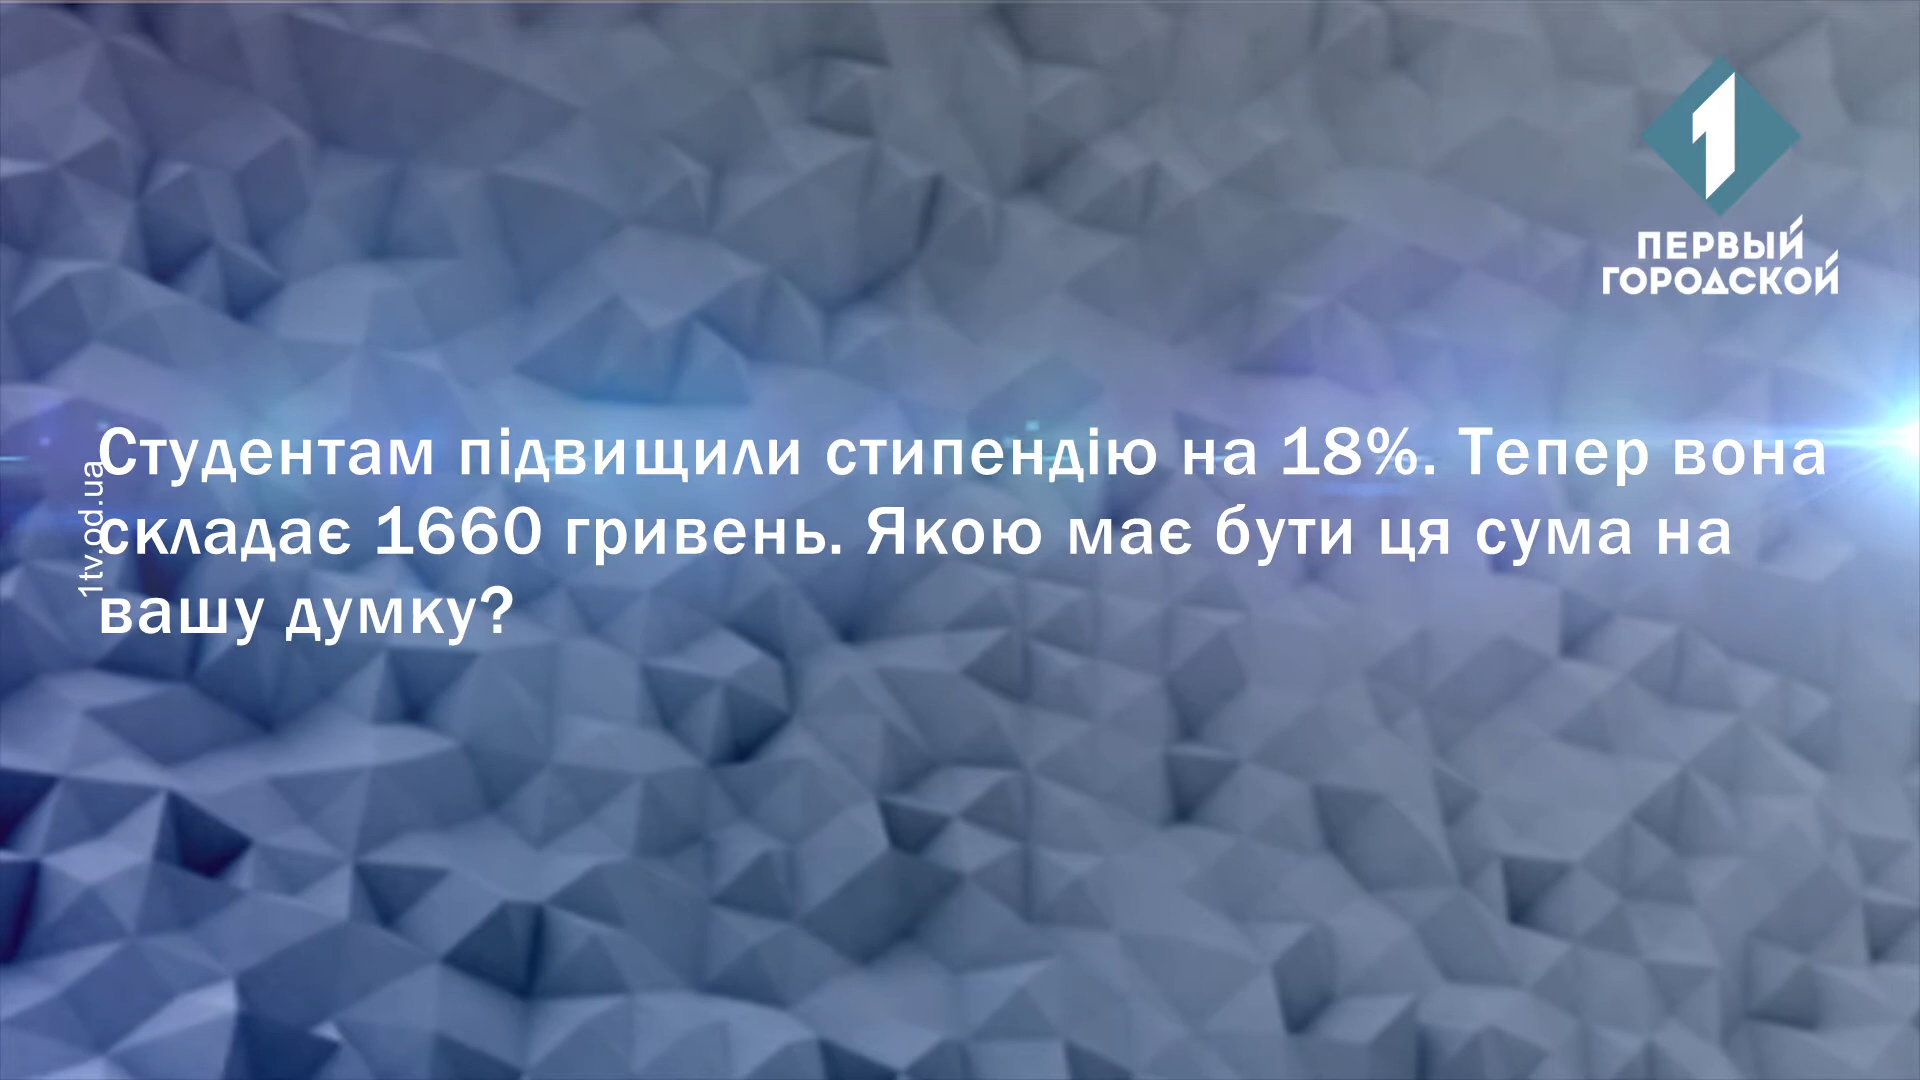 ПЕРВЫЙ
ГОРОДСКОЙ
Студентам підвищили стипендію на 18%. Тепер вона
складає 1660 гривень. Якою має бути ця сума на
вашу думку?
1tv.od.ua